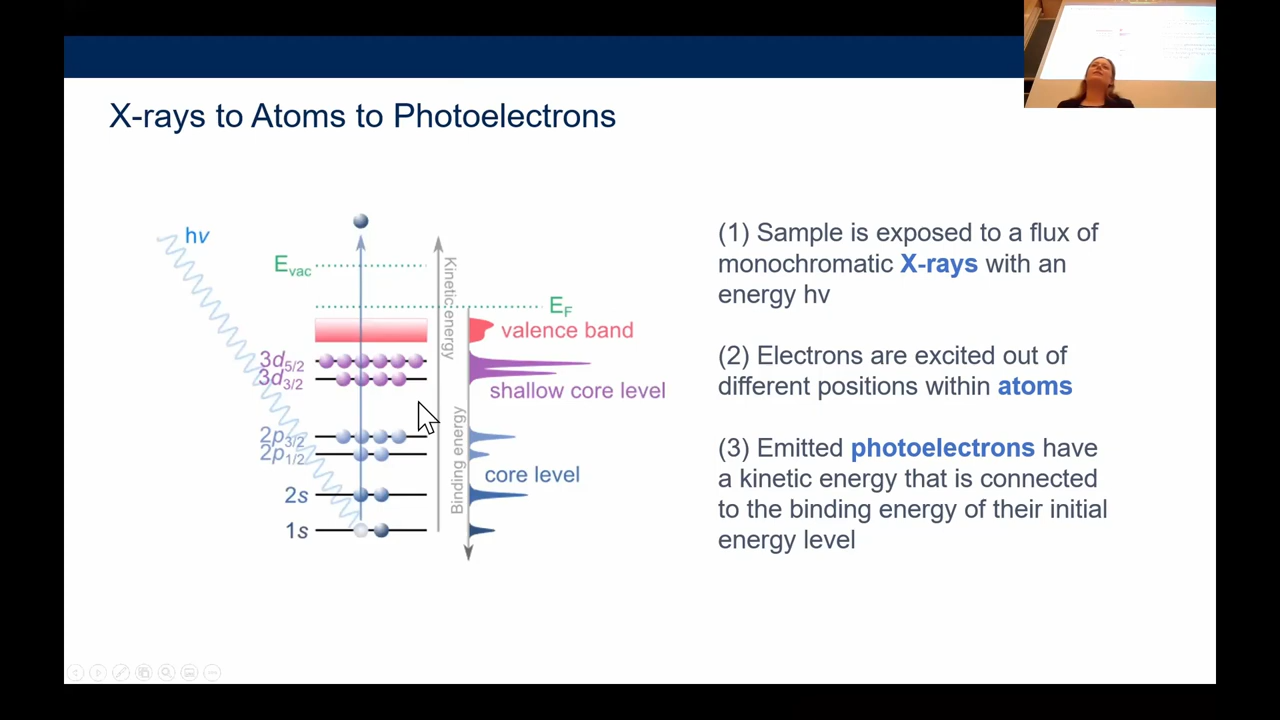 X-rays to Atoms to Photoelectrons
hν
Evac
EF
Kinetic energy
valence band
3d5/2
3d3/2
shallow core level
2p3/2
2p1/2
Binding energy
core level
2s
1s
(1) Sample is exposed to a flux of
monochromatic X-rays with an
energy hv
(2) Electrons are excited out of
different positions within atoms
(3) Emitted photoelectrons have
a kinetic energy that is connected
to the binding energy of their initial
energy level